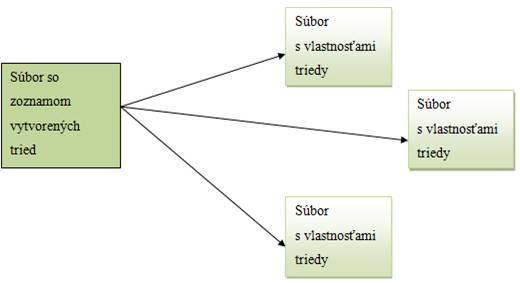 Súbor so
zoznamom
vytvorených
tried
Súbor
s vlastnosťami
triedy
Súbor
s vlastnosťami
triedy
Súbor
s vlastnosťami
triedy